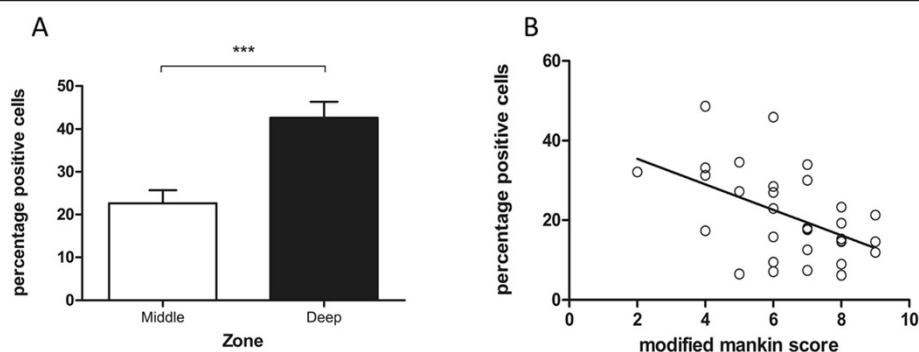 A
***
percentage positive cells
50
40
30
20
10
0
Middle
Deep
Zone
B
percentage positive cells
60
40
20
0
0 2 4 6 8 10
modified mankin score